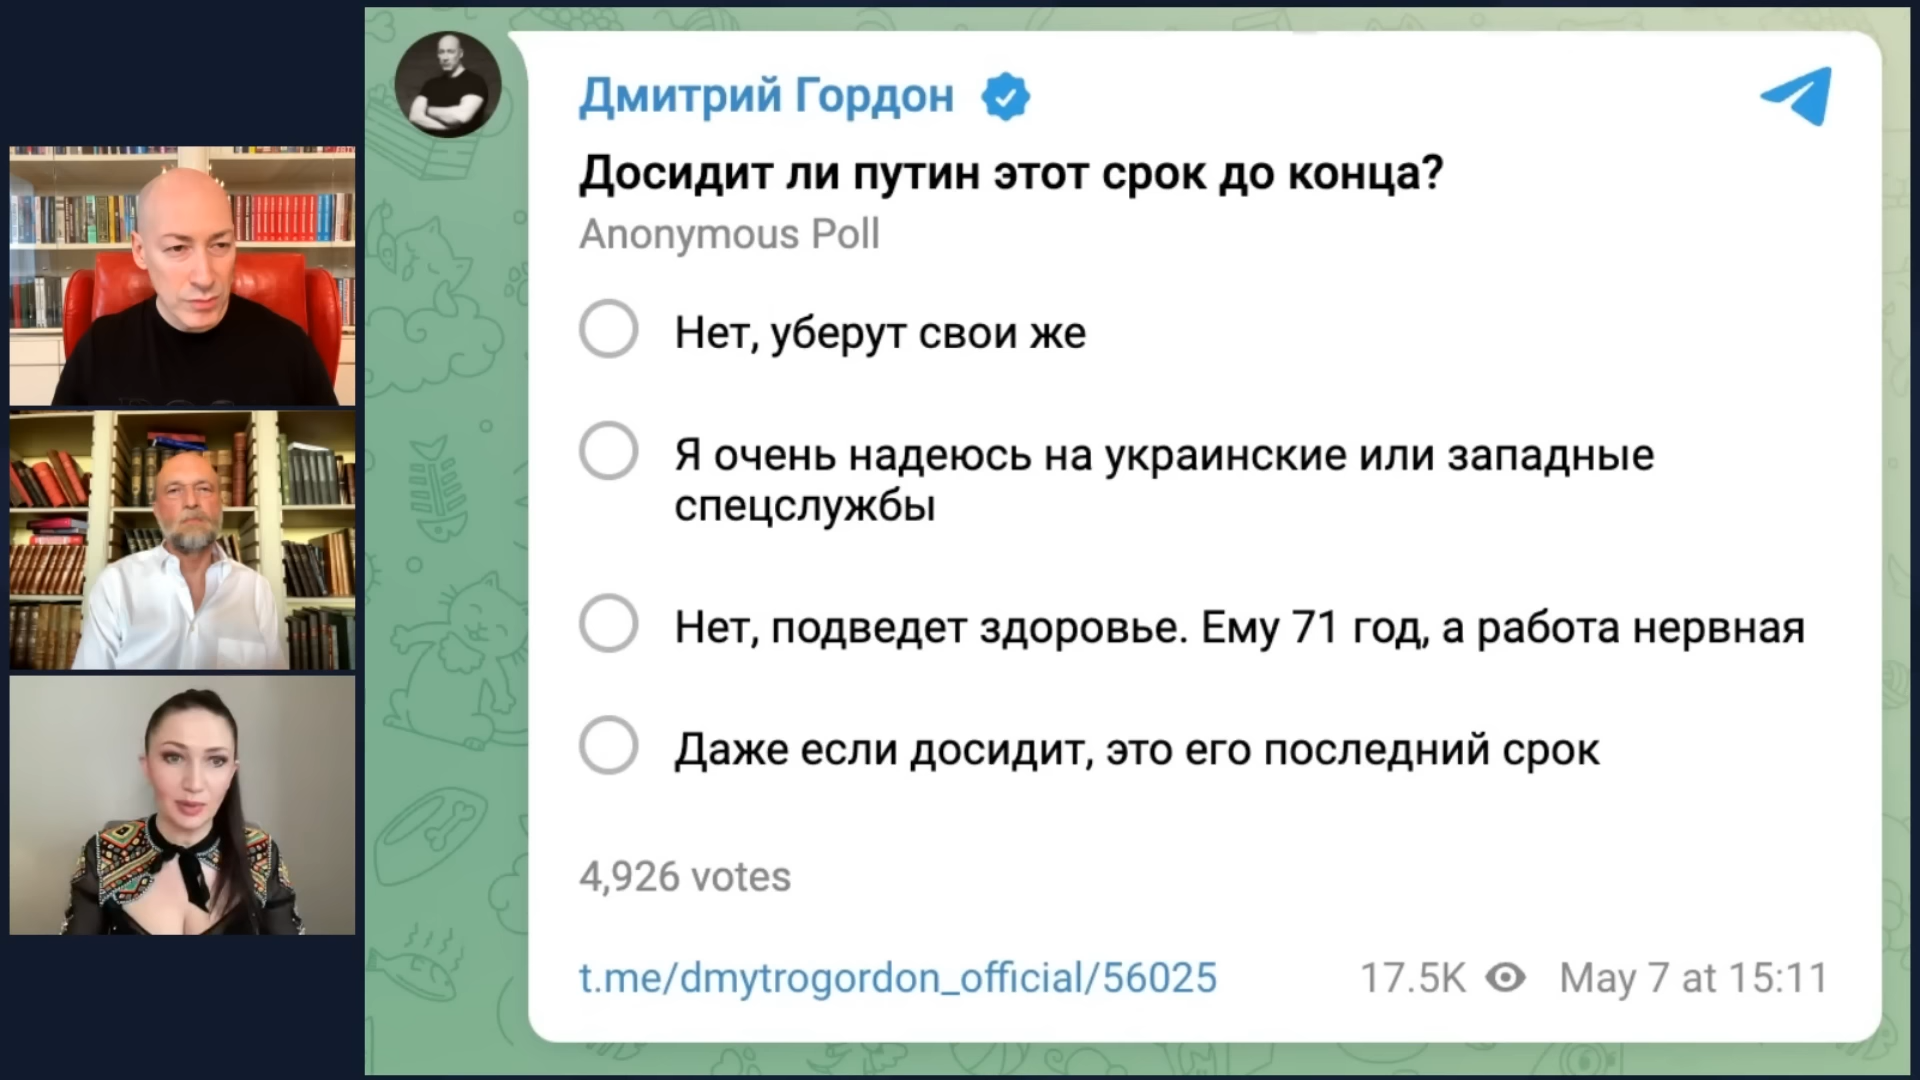 Дмитрий Гордон
Досидит ли путин этот срок до конца?
Anonymous Poll
Нет, уберут свои же
Я очень надеюсь на украинские или западные
спецслужбы
Нет, подведет здоровье. Ему 71 год, а работа нервная
Даже если досидит, это его последний срок
4,926 votes
t.me/dmytrogordon_official/56025
17.5K May 7 at 15:11